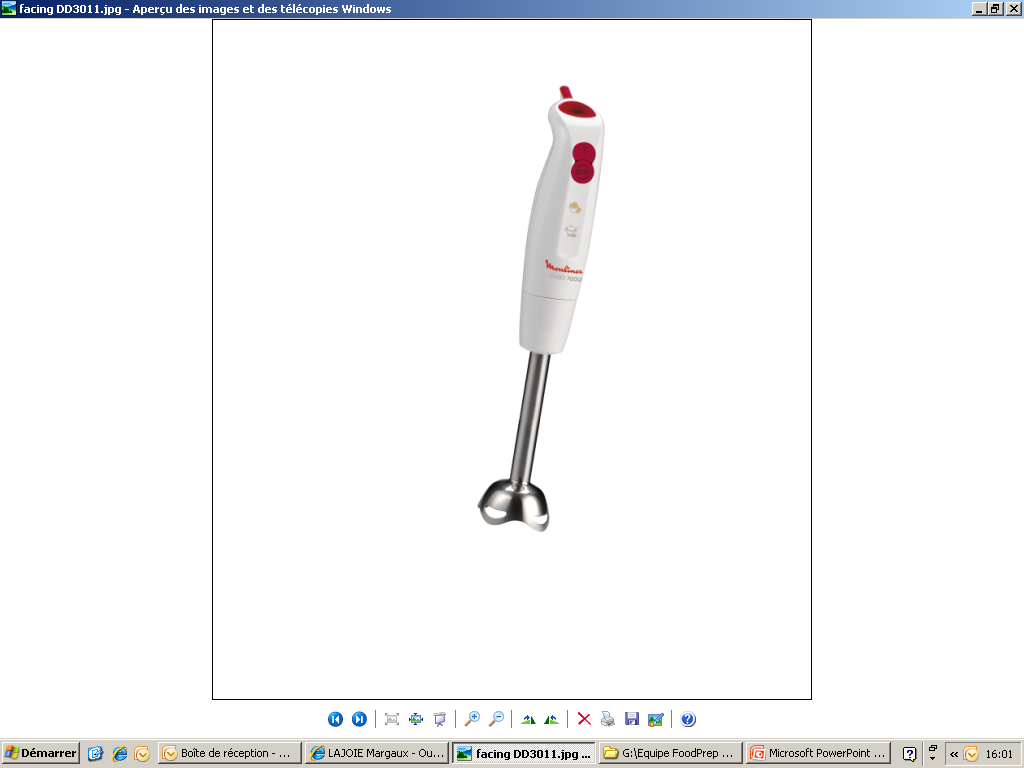 facing DD3011.jpg - Aperçu des images et des télécopies Windows
Moulinex
700W
Démarrer
Boîte de réception - ...
LAJOIE Margaux - Ou...
facing DD3011.jpg ...
G:\Equipe FoodPrep ...
Microsoft PowerPoint ...
16:01